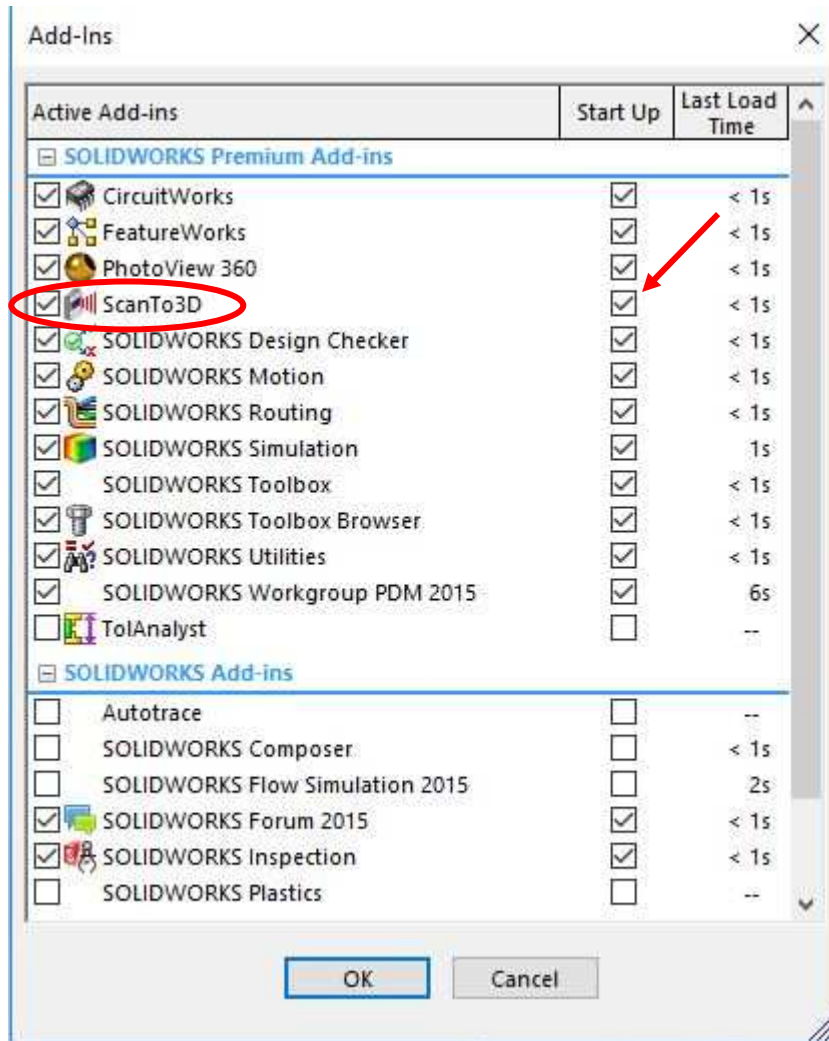 Add-Ins
Active Add-ins Start Up Last Load Time
SOLIDWORKS Premium Add-ins
CircuitWorks < 1s
FeatureWorks < 1s
PhotoView 360 < 1s
ScanTo3D < 1s
SOLIDWORKS Design Checker < 1s
SOLIDWORKS Motion < 1s
SOLIDWORKS Routing < 1s
SOLIDWORKS Simulation 1s
SOLIDWORKS Toolbox < 1s
SOLIDWORKS Toolbox Browser < 1s
SOLIDWORKS Utilities < 1s
SOLIDWORKS Workgroup PDM 2015 6s
TolAnalyst --
SOLIDWORKS Add-ins
Autotrace --
SOLIDWORKS Composer < 1s
SOLIDWORKS Flow Simulation 2015 2s
SOLIDWORKS Forum 2015 < 1s
SOLIDWORKS Inspection < 1s
SOLIDWORKS Plastics --
OK Cancel